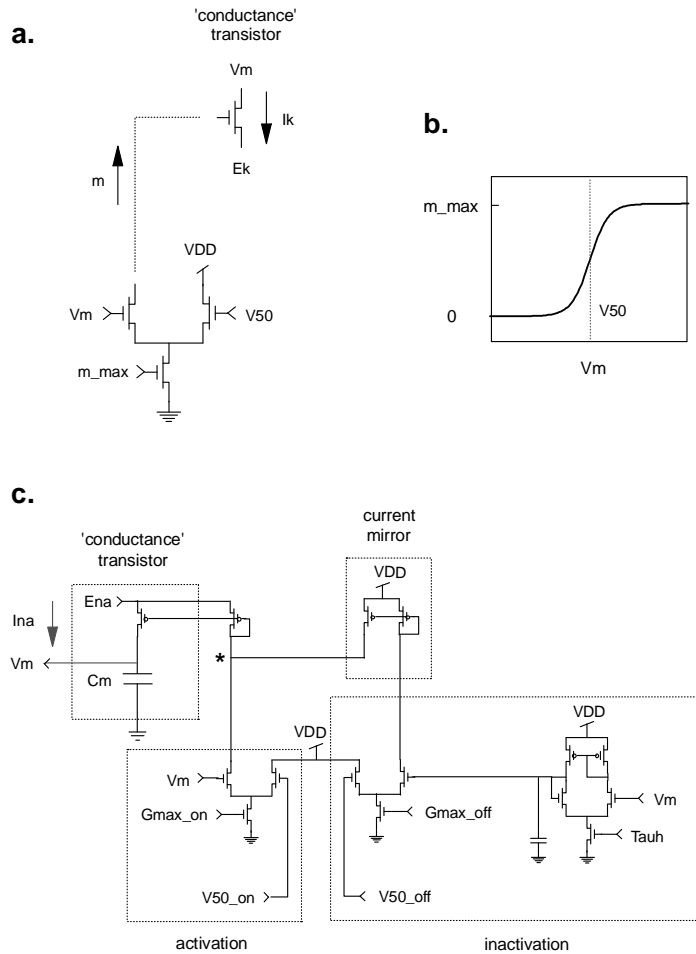 a.
'conductance'
transistor
Vm
Ik
Ek
m
VDD
Vm
V50
m_max
b.
m_max
0
V50
Vm
c.
'conductance'
transistor
current
mirror
Ena
VDD
Ina
*
Vm
Cm
VDD
VDD
Vm
Vm
Gmax_on
Gmax_off
Tauh
V50_on
V50_off
activation
inactivation